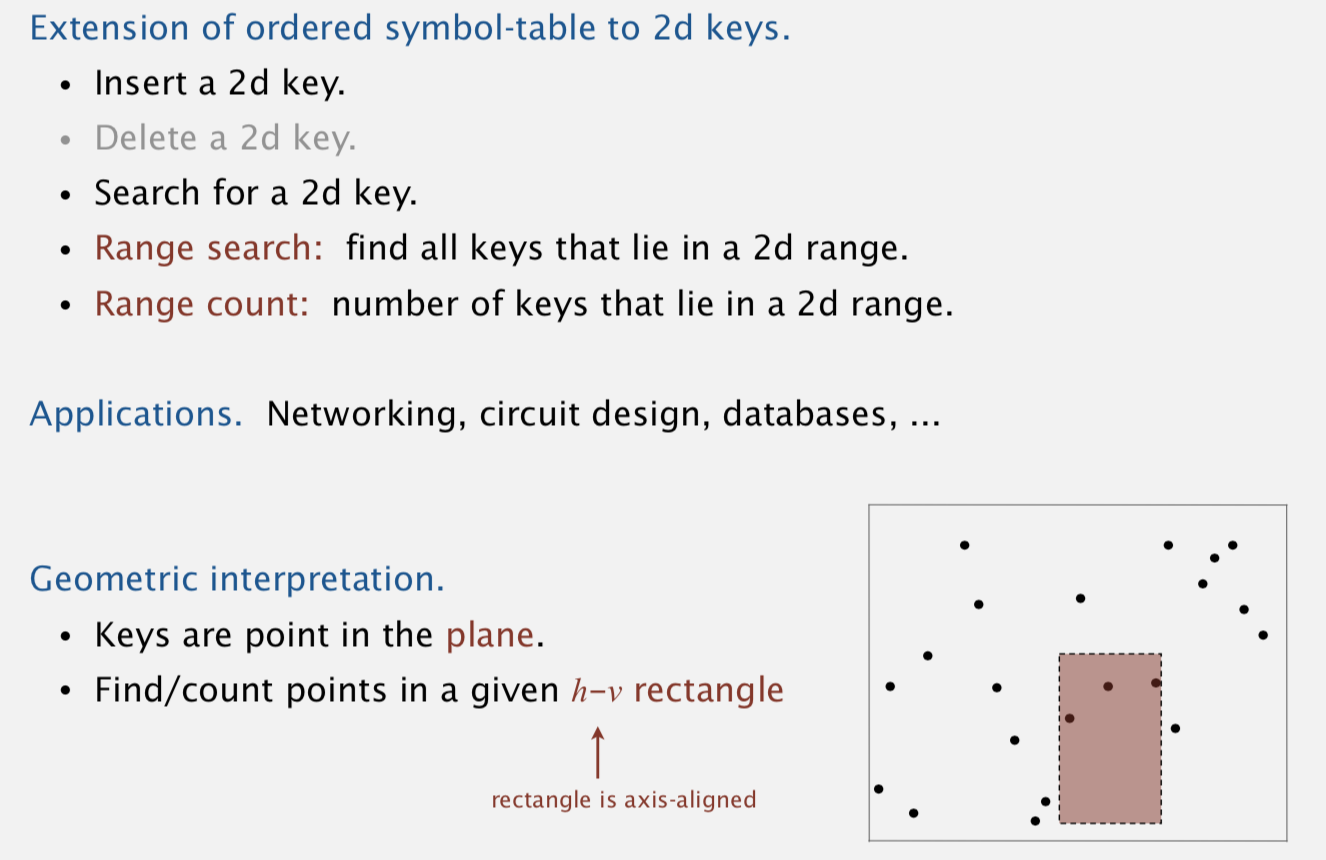 Extension of ordered symbol-table to 2d keys.
• Insert a 2d key.
• Delete a 2d key.
• Search for a 2d key.
• Range search: find all keys that lie in a 2d range.
• Range count: number of keys that lie in a 2d range.
Applications. Networking, circuit design, databases, ...
Geometric interpretation.
• Keys are point in the plane.
• Find/count points in a given h–v rectangle
rectangle is axis-aligned